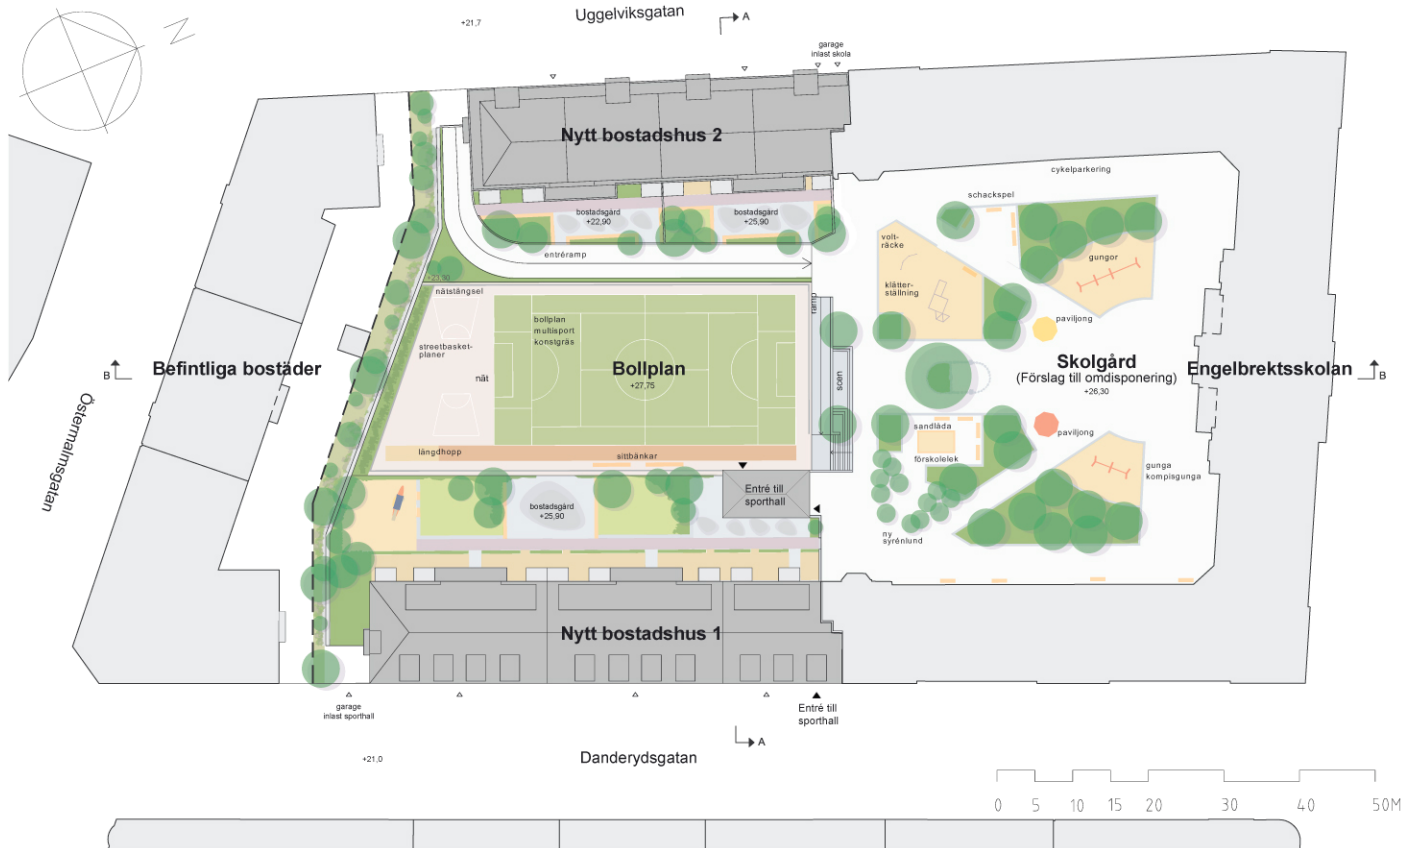 Uggelviksgatan
A
+21,7
N
garage
inlast skola
Nytt bostadshus 2
cykelparkering
schackspel
bostadsgård
+22,90
bostadsgård
+25,90
volt-
räcke
entréramp
gungor
+23,90
nätstängsel
klätter-
ställning
ramp
bollplan
multisport
konstgräs
paviljong
streetbasket-
planer
Befintliga bostäder
Bollplan
+27,75
nät
scen
Skolgård
(Förslag till omdisponering)
+26,30
Engelbrektsskolan
B
B
Östermalmsgatan
sandlåda
paviljong
längdhopp
sittbänkar
förskolelek
gunga
kompisgunga
Entré till
sporthall
bostadsgård
+25,90
ny
syrénlund
Nytt bostadshus 1
garage
inlast sporthall
Entré till
sporthall
A
Danderydsgatan
+21,0
0 5 10 15 20 30 40 50M